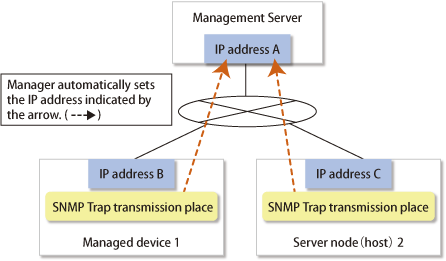 Management Server
IP address A
Manager automatically sets
the IP address indicated by
the arrow. ( )
IP address B
SNMP Trap transmission place
Managed device 1
IP address C
SNMP Trap transmission place
Server node (host) 2